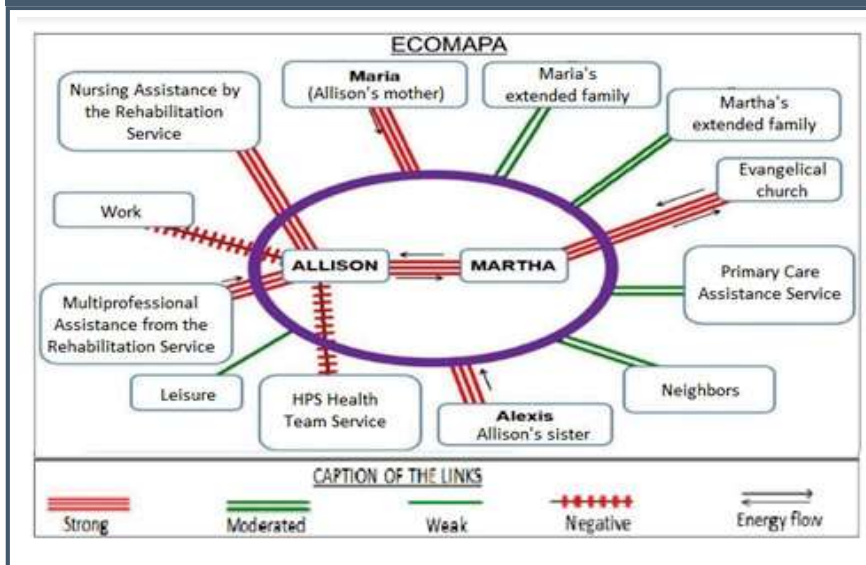 ECOMAPA
Nursing Assistance by
the Rehabilitation
Service
Maria
(Allison's mother)
Maria's
extended family
Martha's
extended family
Evangelical
church
Work
ALLISON
MARTHA
Primary Care
Assistance Service
Multiprofessional
Assistance from the
Rehabilitation Service
Leisure
HPS Health
Team Service
Alexis
Allison's sister
Neighbors
CAPTION OF THE LINKS
Strong
Moderated
Weak
Negative
Energy flow